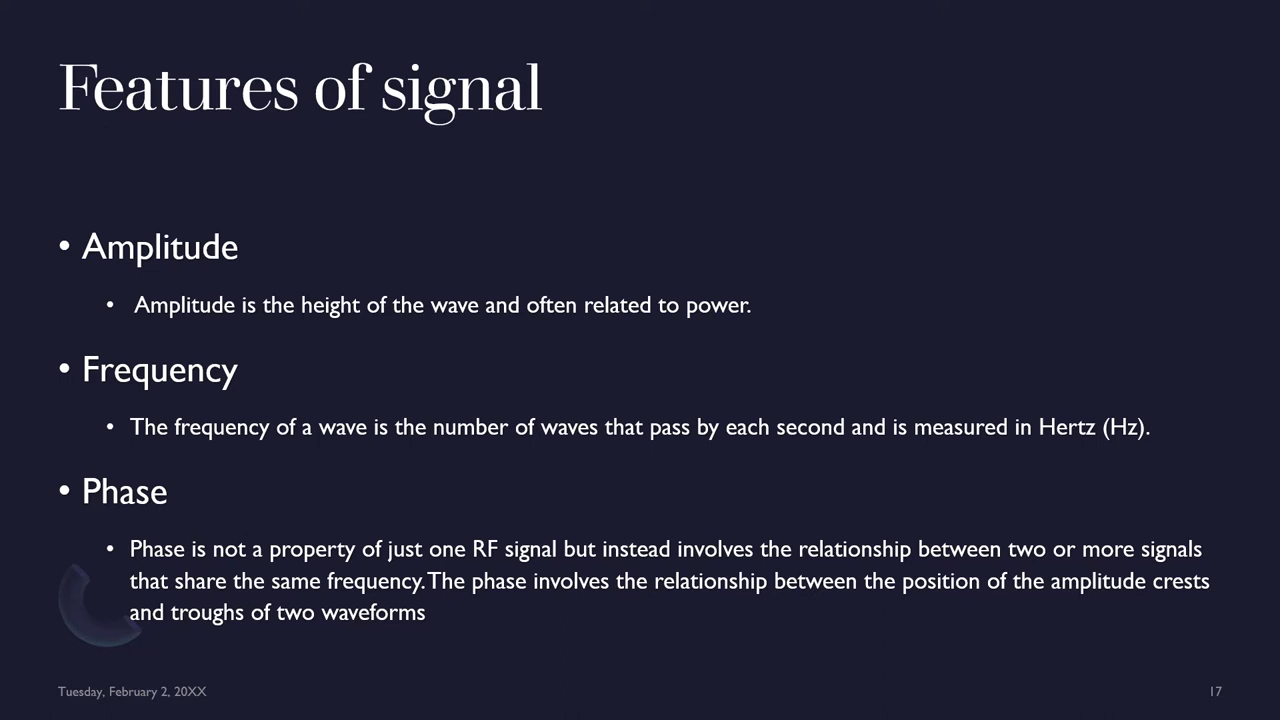 Features of signal
• Amplitude
• Amplitude is the height of the wave and often related to power.
• Frequency
• The frequency of a wave is the number of waves that pass by each second and is measured in Hertz (Hz).
• Phase
• Phase is not a property of just one RF signal but instead involves the relationship between two or more signals
that share the same frequency. The phase involves the relationship between the position of the amplitude crests
and troughs of two waveforms
Tuesday, February 2, 20XX
17